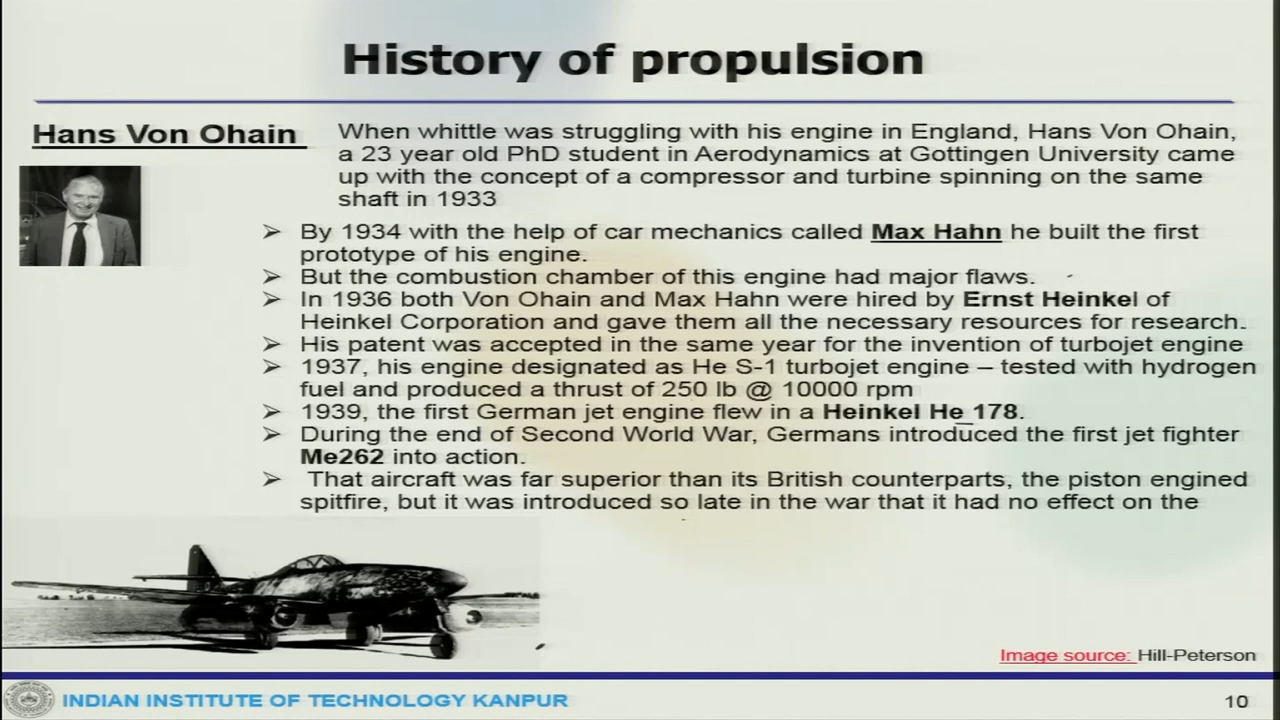 History of propulsion
Hans Von Ohain
When whittle was struggling with his engine in England, Hans Von Ohain,
a 23 year old PhD student in Aerodynamics at Gottingen University came
up with the concept of a compressor and turbine spinning on the same
shaft in 1933
➢ By 1934 with the help of car mechanics called Max Hahn he built the first
prototype of his engine.
➢ But the combustion chamber of this engine had major flaws.
➢ In 1936 both Von Ohain and Max Hahn were hired by Ernst Heinkel of
Heinkel Corporation and gave them all the necessary resources for research.
➢ His patent was accepted in the same year for the invention of turbojet engine
➢ 1937, his engine designated as He S-1 turbojet engine – tested with hydrogen
fuel and produced a thrust of 250 lb @ 10000 rpm
➢ 1939, the first German jet engine flew in a Heinkel He 178.
➢ During the end of Second World War, Germans introduced the first jet fighter
Me262 into action.
➢ That aircraft was far superior than its British counterparts, the piston engined
spitfire, but it was introduced so late in the war that it had no effect on the
Image source: Hill-Peterson
INDIAN INSTITUTE OF TECHNOLOGY KANPUR
10